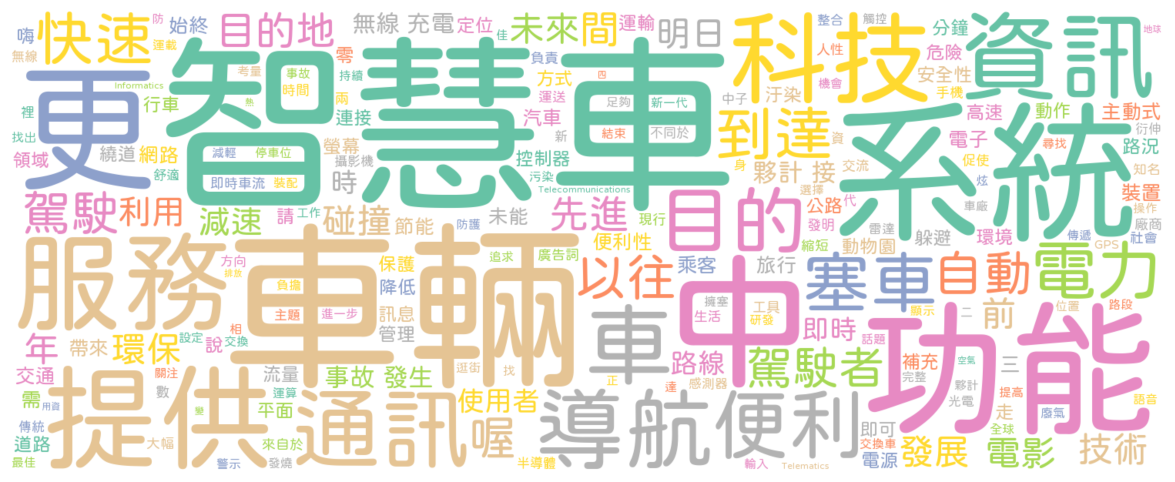 嗨
快速
始終
目的地
無線
充電
定位
佳
未來
間
運輸
明日
科技
整合
觸控
分鐘
資訊
地球
防
運載
無線
Informatics
考量
事故
時間
熱
零
持續
兩
連接
負責
方式
運送
汽車
新
四
足夠
新一代
結束
不同於
中子
汙染
人性
機會
危險
安全性
手機
高速
動作
主動式
衍伸
裡
行車
找出
領域
繞道
網路
舒適
更
智慧車
減輕
停車位
即時車流
裝配
螢幕
攝影機
控制器
污染
Telecommunications
時
到達
夥計
接
身
資
交流
電子
促使
尋找
路況
知名
系統
炫
駕駛
利用
減速
請
工作
碰撞
節能
防護
未能
現行
先進
目的
選擇
公路
代
發明
車廠
裝置
操作
廠商
社會
傳遞
環境
雷達
躲避
縮短
動物園
GPS
服務
方向
排放
車輛
保護
負擔
降低
主題
進一步
訊息
管理
追求
廣告詞
便利性
以往
乘客
旅行
中
擁塞
生活
工具
研發
塞車
自動
電力
顯示
二
前
位置
路段
年
帶來
環保
設定
說
相
交換
車
路線
即時
駕駛者
話題
補充
完整
空氣
夥計
光電
三
功能
交通
關注
數
流量
運算
事故
發生
逛街
找
正
達
感測器
需
用資
提供
通訊
變
平面
使用者
喔
導航
便利
走
提高
廢氣
語音
全球
傳統
道路
最佳
大幅
警示
來自於
發燒
半導體
輸入
Telematics
即可
交換車
電源
發展
電影
技術